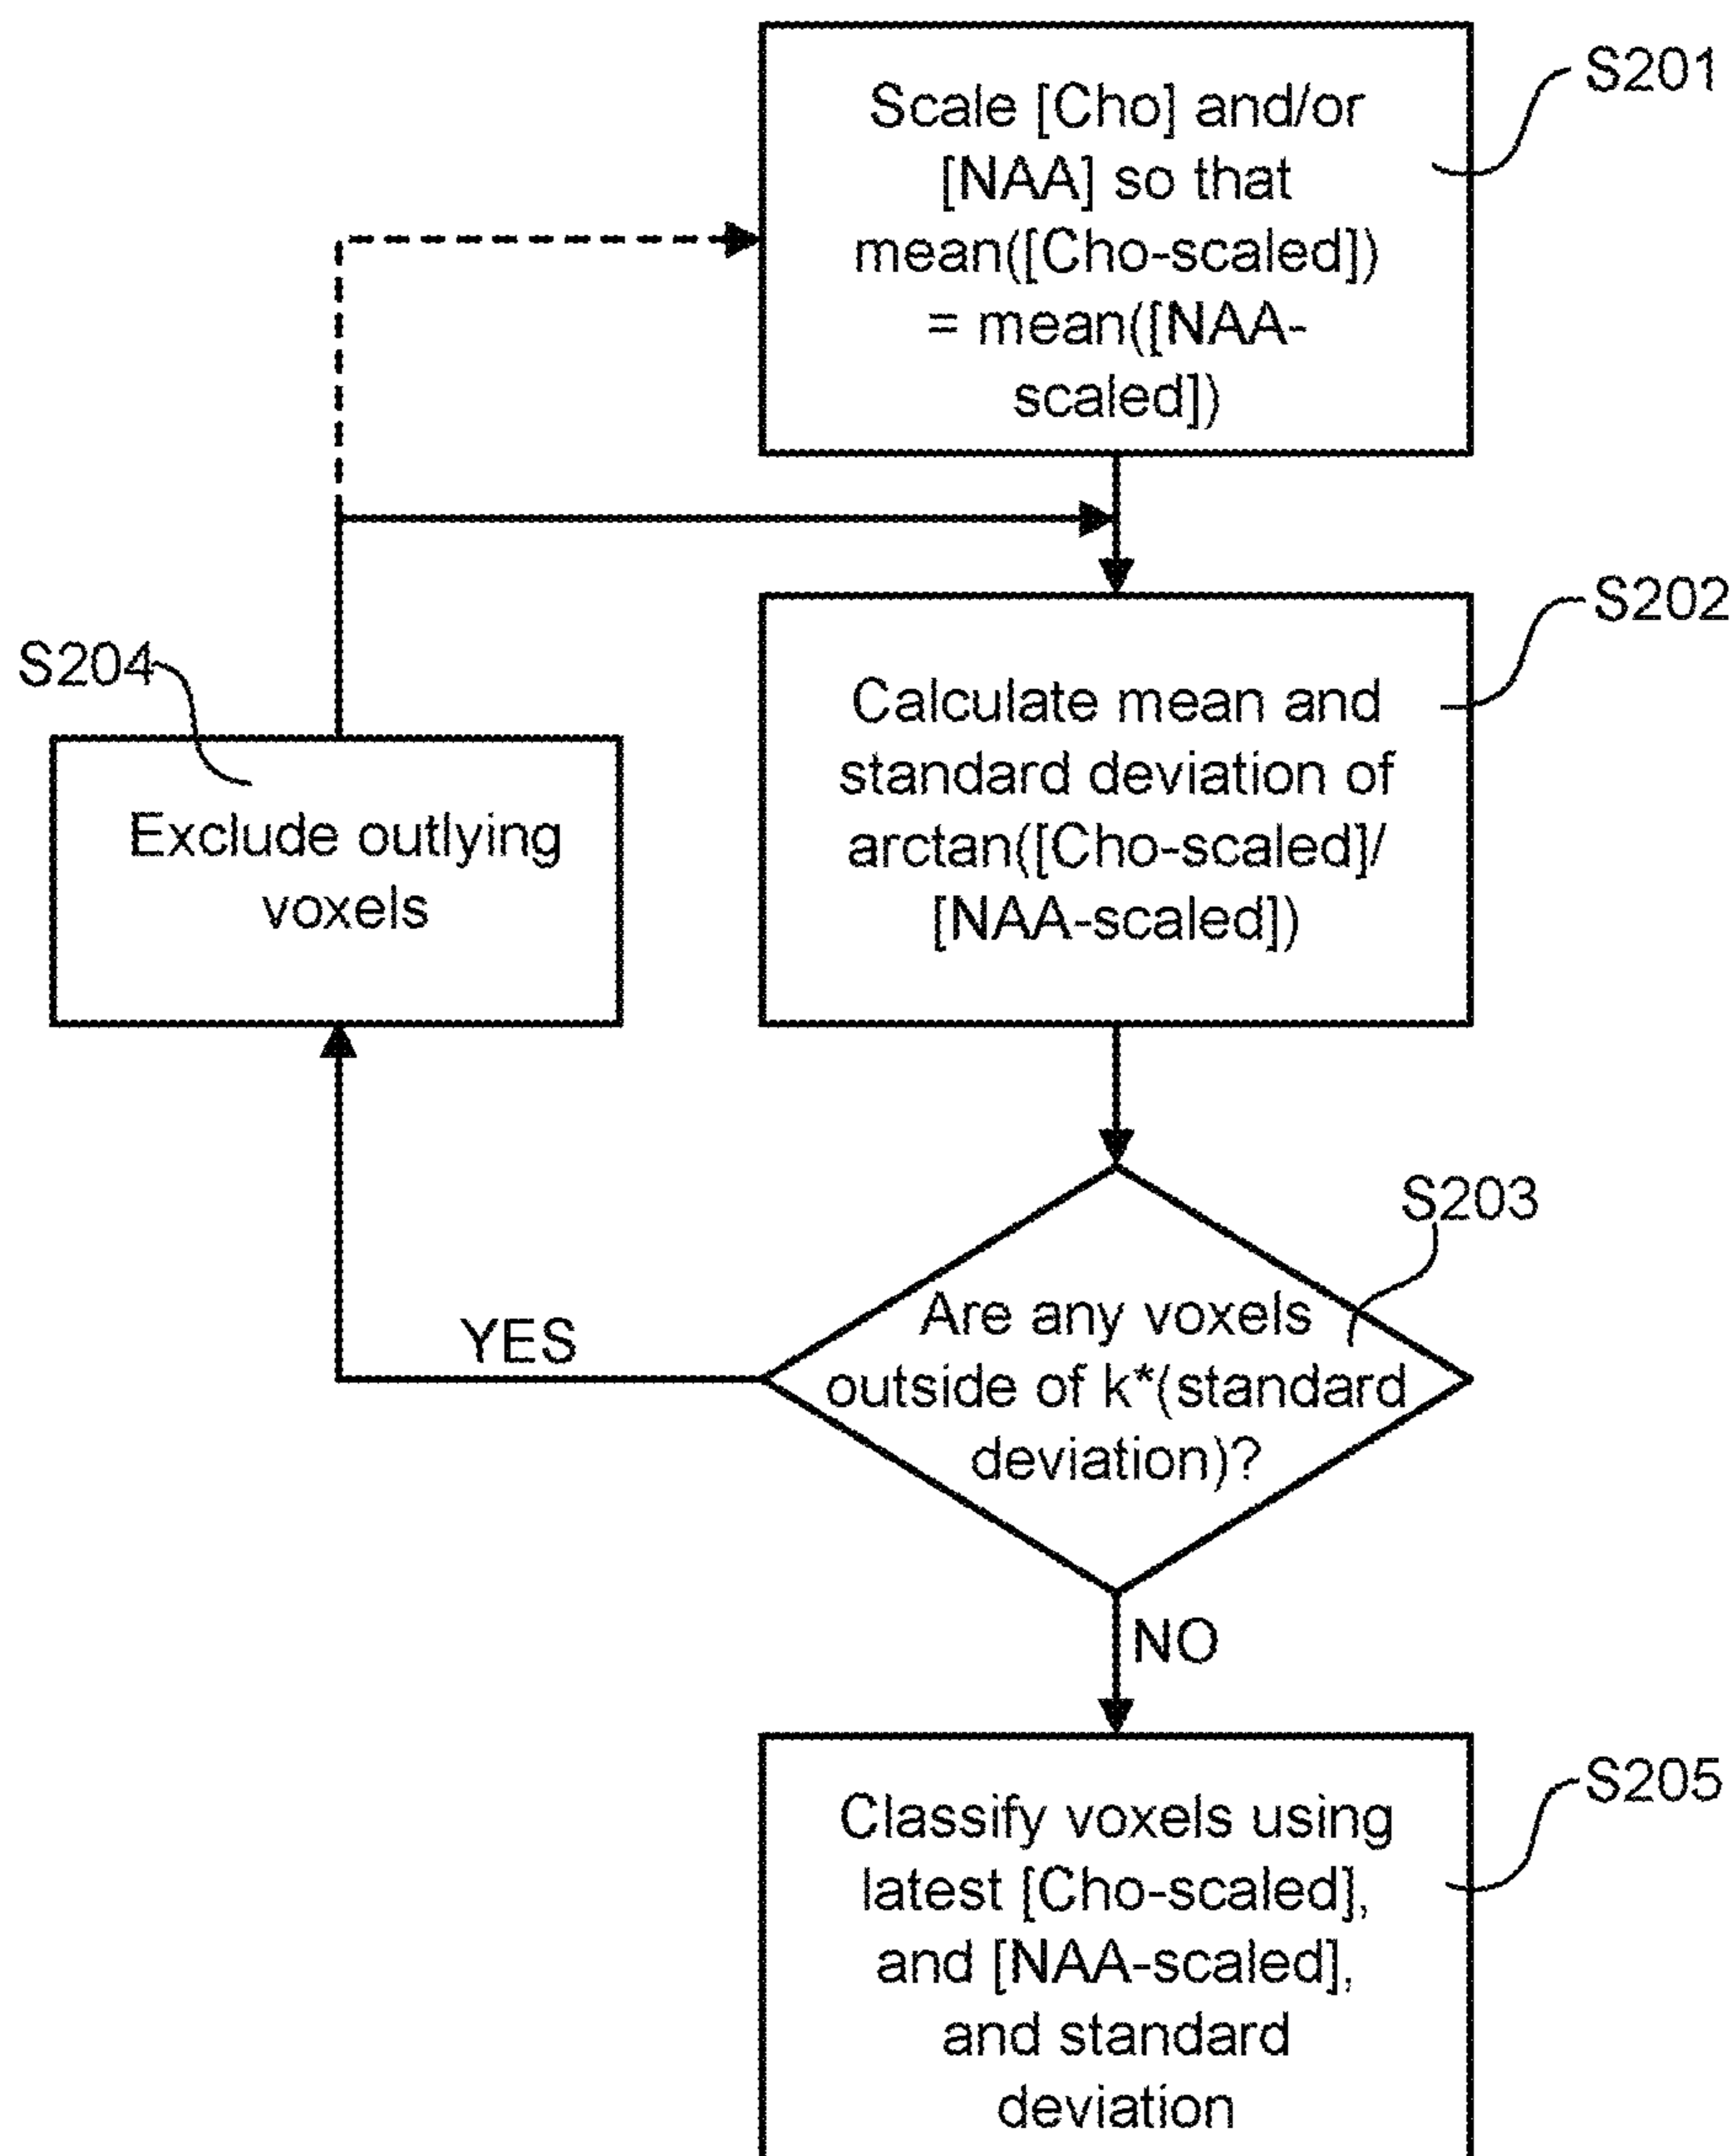 Scale [Cho] and/or
[NAA] so that
mean([Cho-scaled])
= mean([NAA-
scaled])
S201
Calculate mean and
standard deviation of
arctan([Cho-scaled]/
[NAA-scaled])
S202
S204
Exclude outlying
voxels
S203
Are any voxels
outside of k*(standard
deviation)?
YES
NO
Classify voxels using
latest [Cho-scaled],
and [NAA-scaled],
and standard
deviation
S205